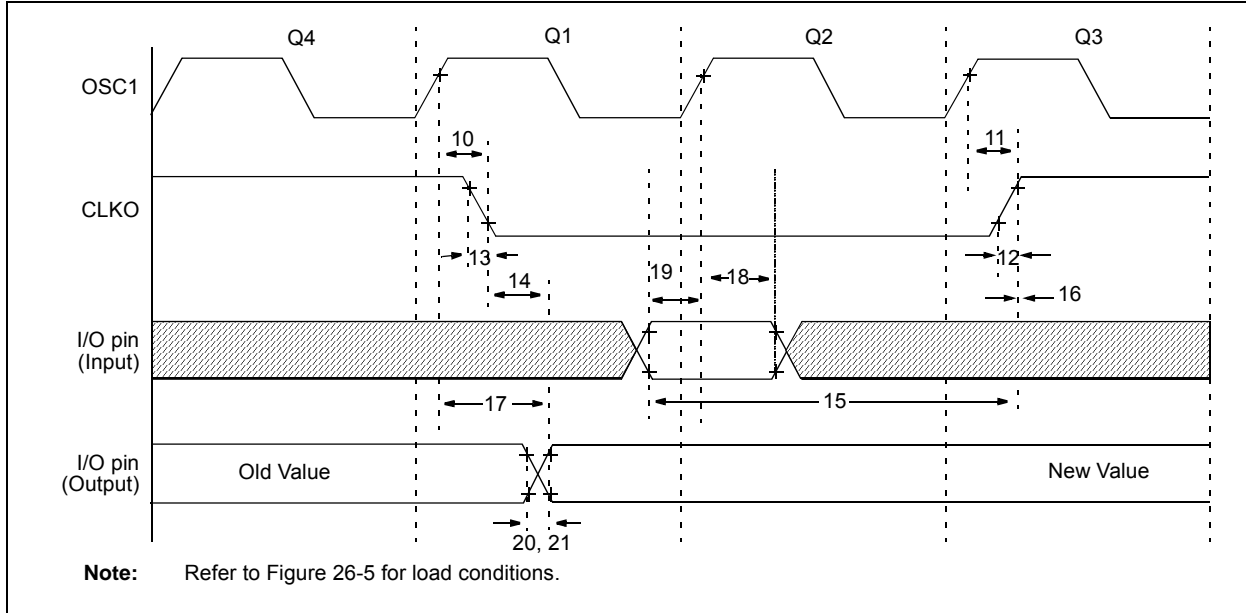 Q4 Q1 Q2 Q3
OSC1
10 11
CLKO
13 19 18 12
14 16
I/O pin
(Input)
17 15
I/O pin
(Output)
Old Value New Value
20, 21
Note: Refer to Figure 26-5 for load conditions.